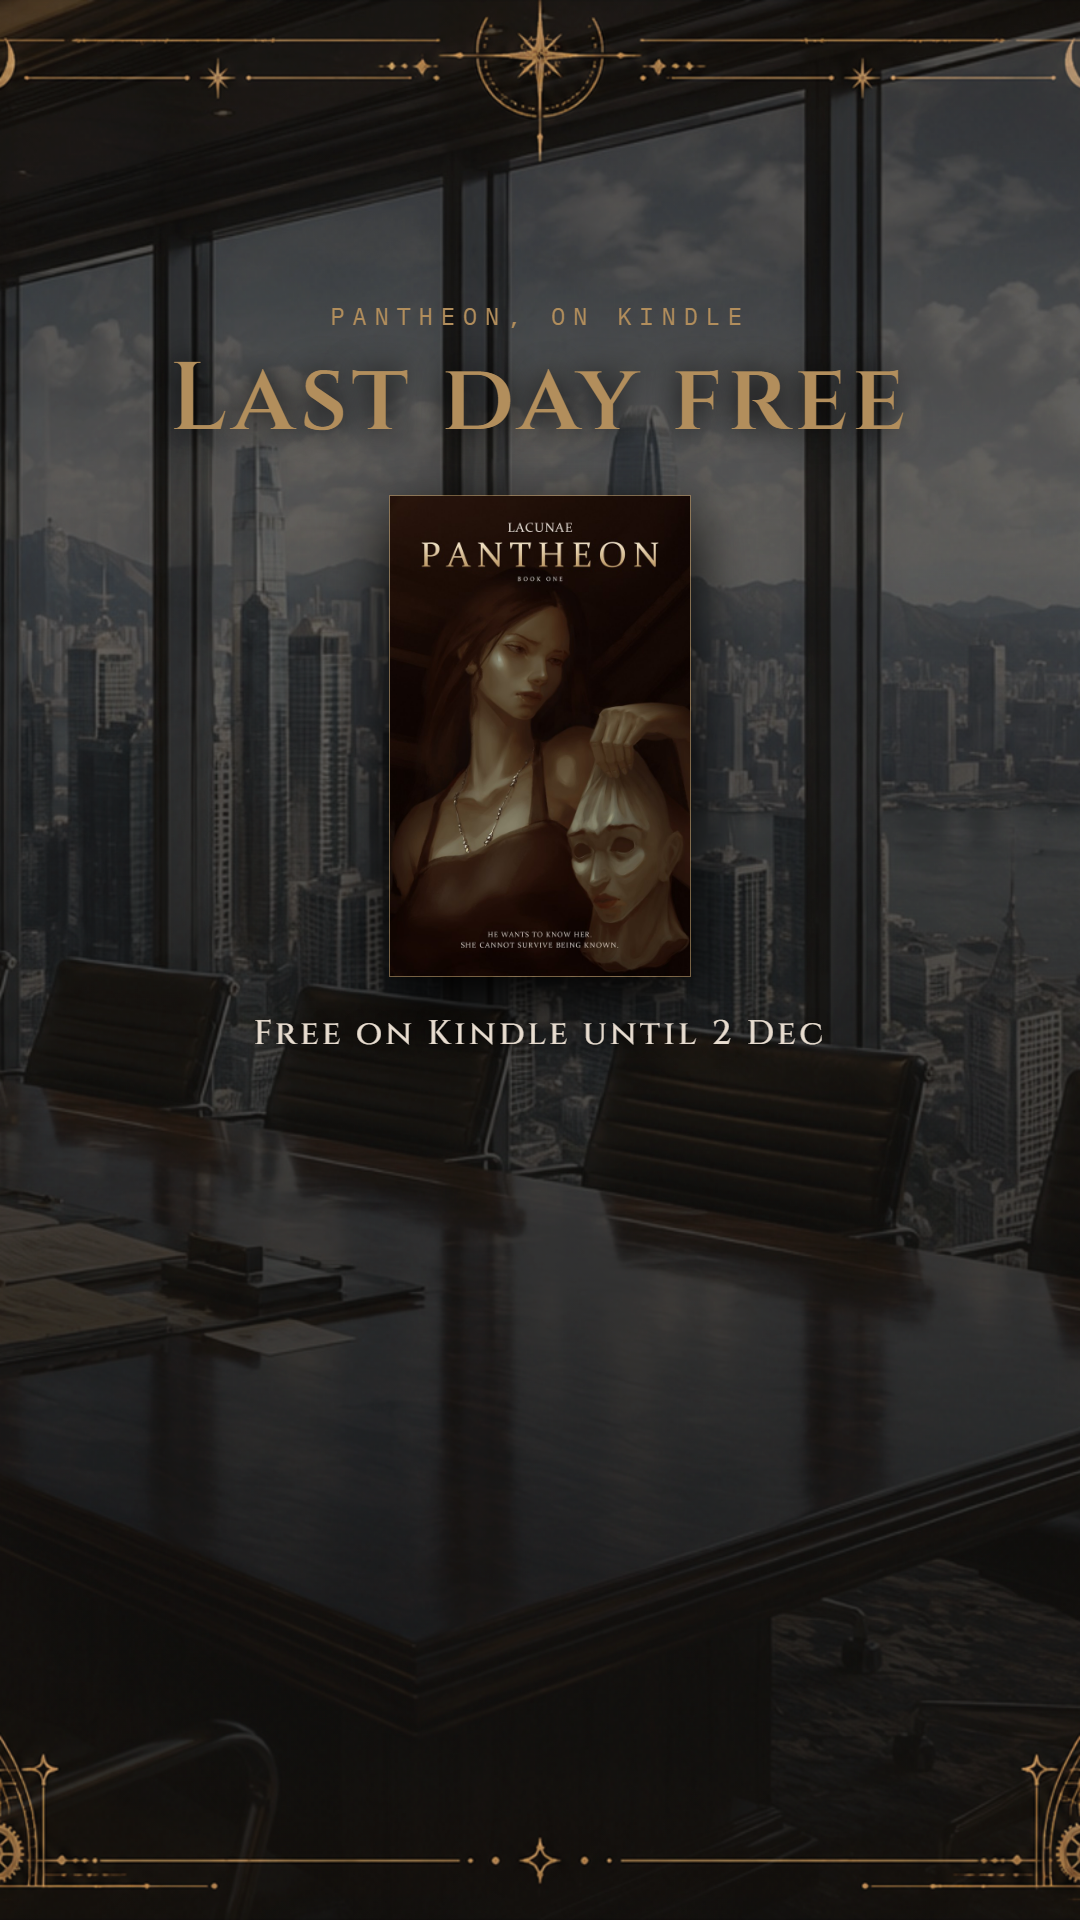 PANTHEON, ON KINDLE
LAST DAY FREE
LACUNAE
PANTHEON
BOOK ONE
HE WANTS TO KNOW HER.
SHE CANNOT SURVIVE BEING KNOWN.
FREE ON KINDLE UNTIL 2 DEC